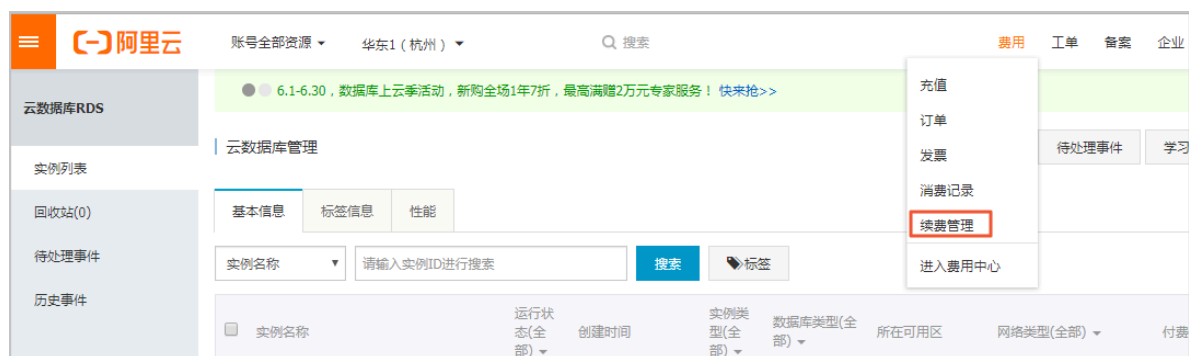 阿里云 账号全部资源 华东1（杭州） 搜索 费用 工单 备案 企业
6.1-6.30，数据库上云季活动，新购全场1年7折，最高满赠2万元专家服务！ 快来抢>>
云数据库RDS
实例列表
回收站(0)
待处理事件
历史事件
云数据库管理
待处理事件 学习
充值
订单
发票
消费记录
续费管理
进入费用中心
基本信息 标签信息 性能
实例名称 请输入实例ID进行搜索 搜索 标签
实例名称
运行状
态(全
部)
创建时间
实例类
型(全
部)
数据库类型(全
部)
所在可用区
网络类型(全部)
付费